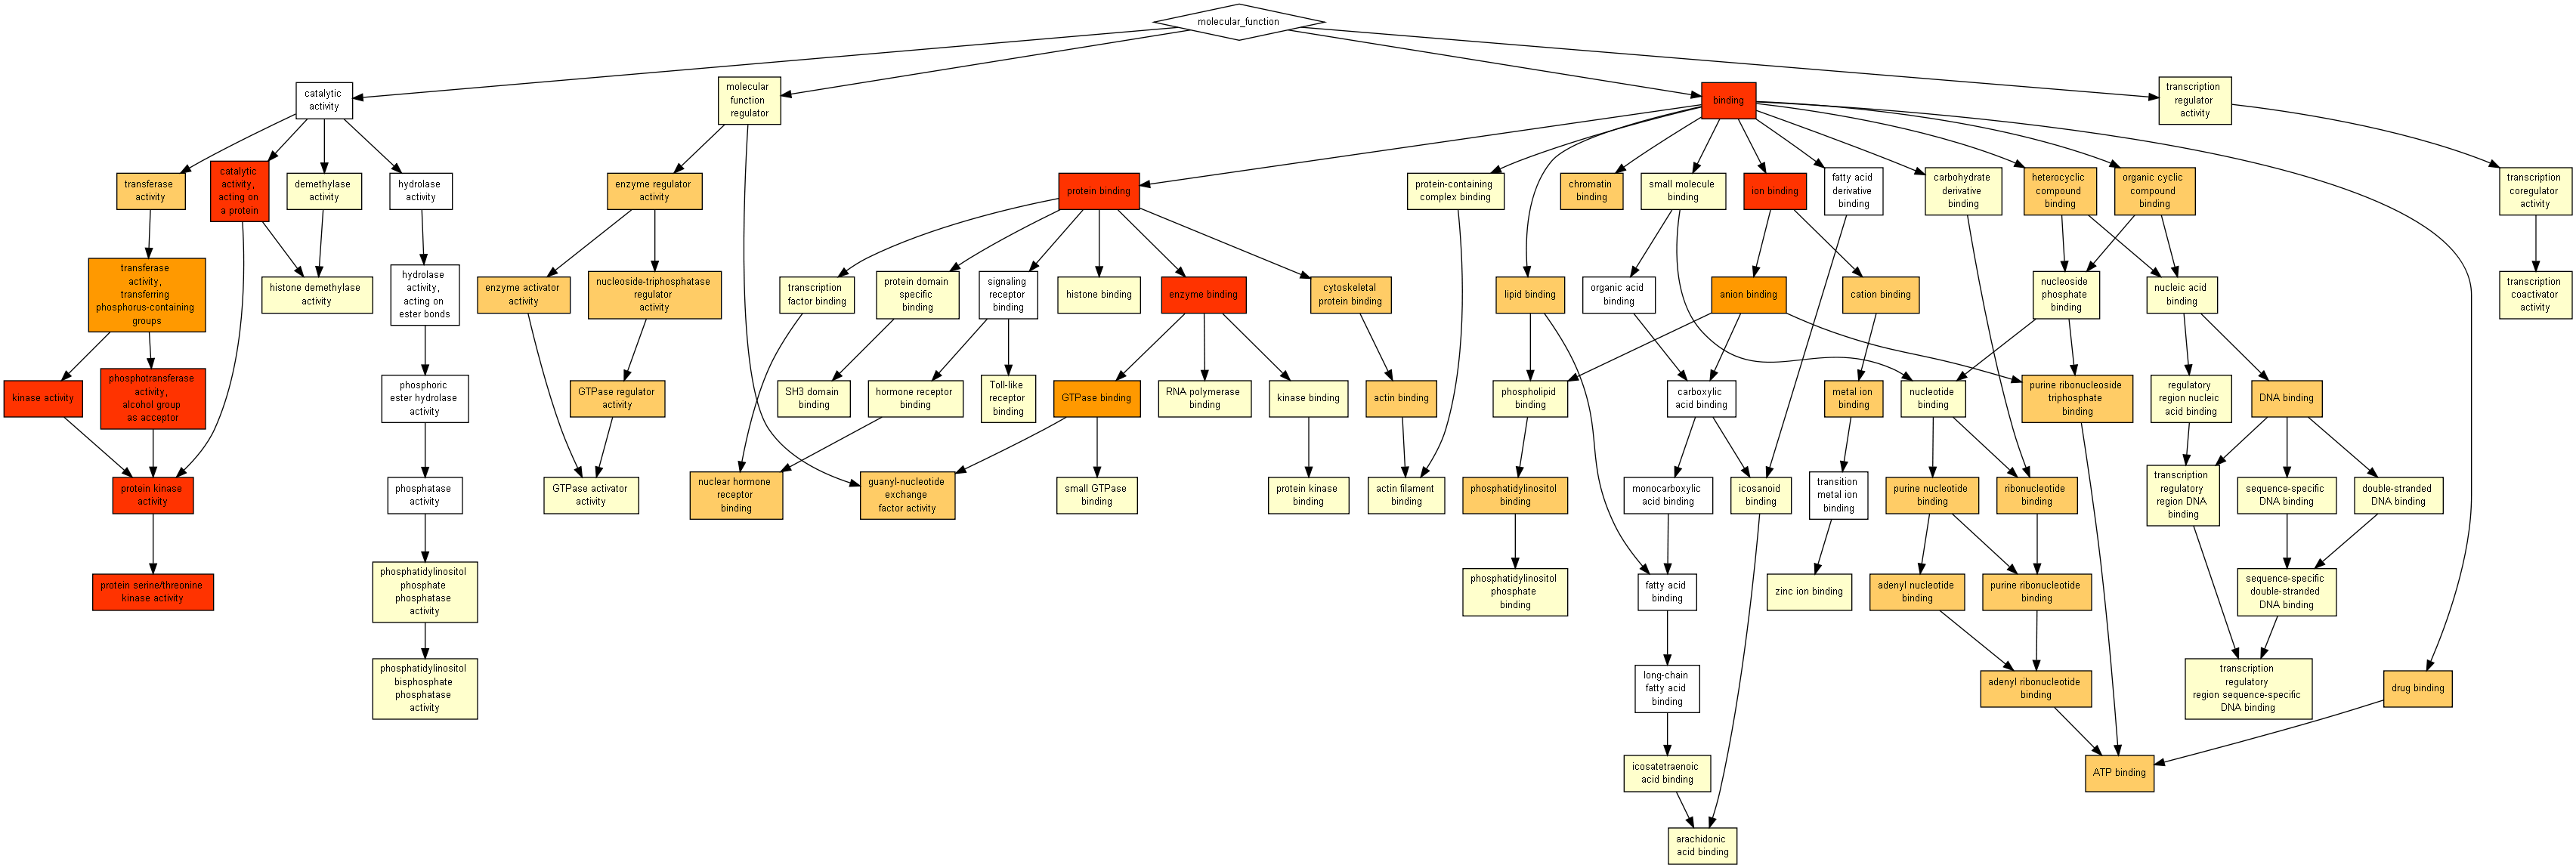 molecular_function
catalytic
activity
molecular
function
regulator
binding
transcription
regulator
activity
transferase
activity
catalytic
activity,
acting on
a protein
demethylase
activity
hydrolase
activity
enzyme regulator
activity
protein binding
protein-containing
complex binding
chromatin
binding
small molecule
binding
ion binding
fatty acid
derivative
binding
carbohydrate
derivative
binding
heterocyclic
compound
binding
organic cyclic
compound
binding
transcription
coregulator
activity
transferase
activity,
transferring
phosphorus-containing
groups
histone demethylase
activity
hydrolase
activity,
acting on
ester bonds
enzyme activator
activity
nucleoside-triphosphatase
regulator
activity
transcription
factor binding
protein domain
specific
binding
signaling
receptor
binding
histone binding
enzyme binding
cytoskeletal
protein binding
lipid binding
organic acid
binding
anion binding
cation binding
nucleoside
phosphate
binding
nucleic acid
binding
transcription
coactivator
activity
kinase activity
phosphotransferase
activity,
alcohol group
as acceptor
phosphoric
ester hydrolase
activity
GTPase regulator
activity
SH3 domain
binding
hormone receptor
binding
Toll-like
receptor
binding
GTPase binding
RNA polymerase
binding
kinase binding
actin binding
phospholipid
binding
carboxylic
acid binding
metal ion
binding
nucleotide
binding
purine ribonucleoside
triphosphate
binding
regulatory
region nucleic
acid binding
DNA binding
protein kinase
activity
phosphatase
activity
GTPase activator
activity
nuclear hormone
receptor
binding
guanyl-nucleotide
exchange
factor activity
small GTPase
binding
protein kinase
binding
actin filament
binding
phosphatidylinositol
binding
monocarboxylic
acid binding
icosanoid
binding
transition
metal ion
binding
purine nucleotide
binding
ribonucleotide
binding
transcription
regulatory
region DNA
binding
sequence-specific
DNA binding
double-stranded
DNA binding
protein serine/threonine
kinase activity
phosphatidylinositol
phosphate
phosphatase
activity
phosphatidylinositol
phosphate
binding
fatty acid
binding
zinc ion binding
adenyl nucleotide
binding
purine ribonucleotide
binding
sequence-specific
double-stranded
DNA binding
phosphatidylinositol
bisphosphate
phosphatase
activity
long-chain
fatty acid
binding
adenyl ribonucleotide
binding
transcription
regulatory
region sequence-specific
DNA binding
drug binding
icosatetraenoic
acid binding
ATP binding
arachidonic
acid binding